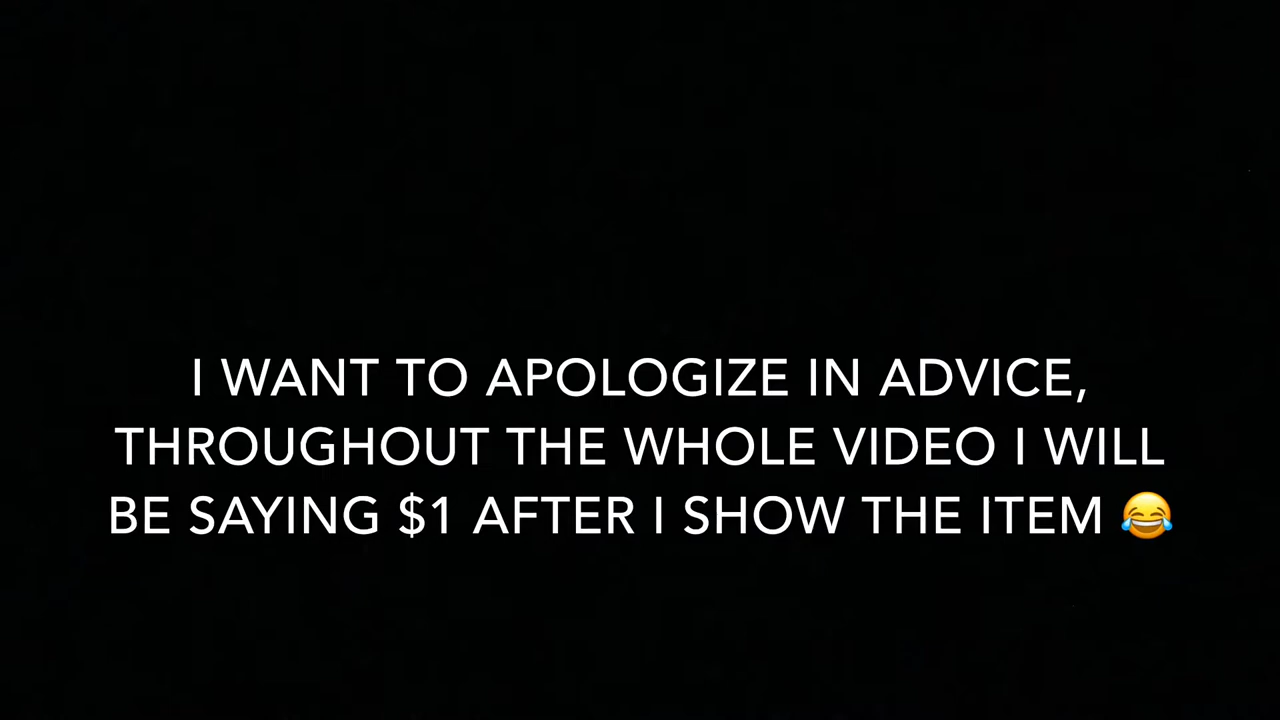 I WANT TO APOLOGIZE IN ADVICE,
THROUGHOUT THE WHOLE VIDEO I WILL
BE SAYING $1 AFTER I SHOW THE ITEM 😂